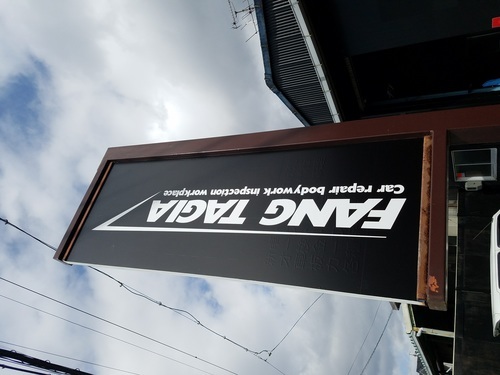 FANG TAGIA
Car repair bodywork inspection workplace